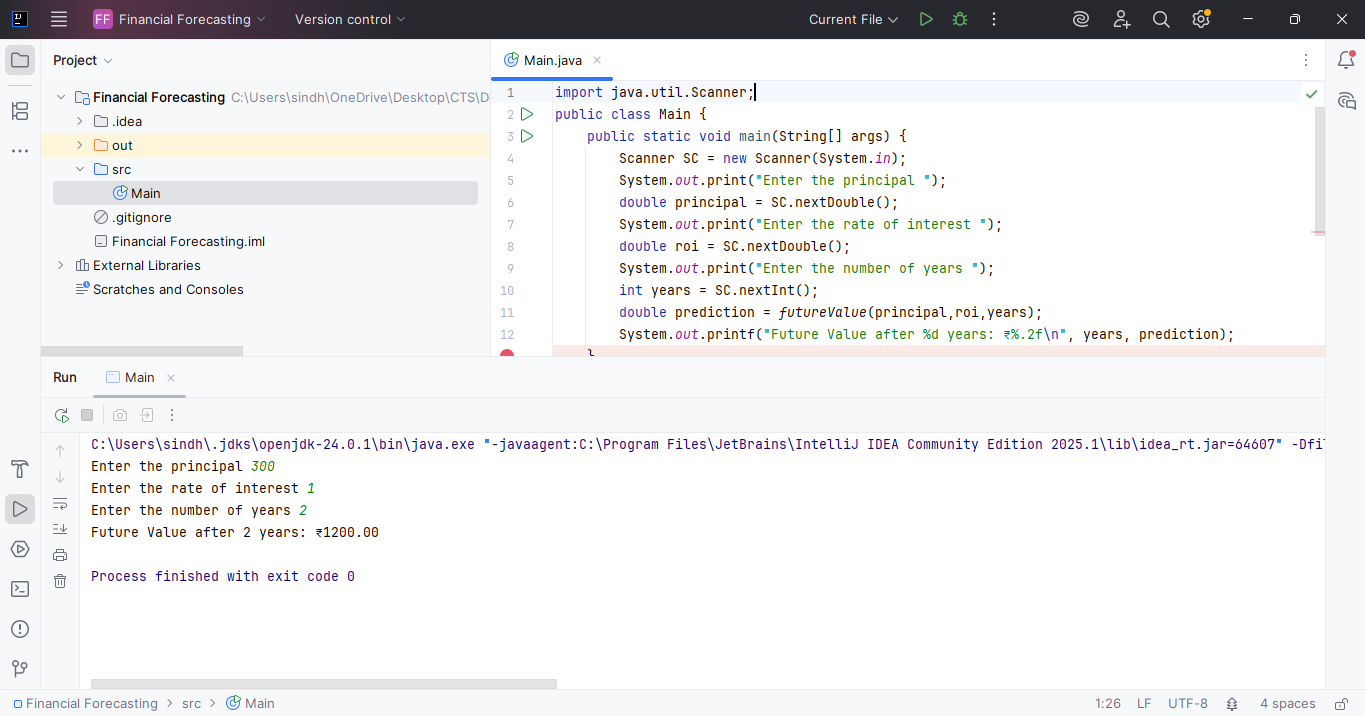 FF Financial Forecasting Version control Current File
Project
Main.java
Financial Forecasting C:\Users\sindh\OneDrive\Desktop\CTS\D
.idea
out
src
Main
.gitignore
Financial Forecasting.iml
External Libraries
Scratches and Consoles
1 import java.util.Scanner;
2 public class Main {
3 public static void main(String[] args) {
4 Scanner SC = new Scanner(System.in);
5 System.out.print("Enter the principal ");
6 double principal = SC.nextDouble();
7 System.out.print("Enter the rate of interest ");
8 double roi = SC.nextDouble();
9 System.out.print("Enter the number of years ");
10 int years = SC.nextInt();
11 double prediction = futureValue(principal,roi,years);
12 System.out.printf("Future Value after %d years: ₹%.2f\n", years, prediction);
}
Run Main
C:\Users\sindh\.jdks\openjdk-24.0.1\bin\java.exe "-javaagent:C:\Program Files\JetBrains\IntelliJ IDEA Community Edition 2025.1\lib\idea_rt.jar=64607" -Dfil
Enter the principal 300
Enter the rate of interest 1
Enter the number of years 2
Future Value after 2 years: ₹1200.00
Process finished with exit code 0
Financial Forecasting > src > Main 1:26 LF UTF-8 4 spaces